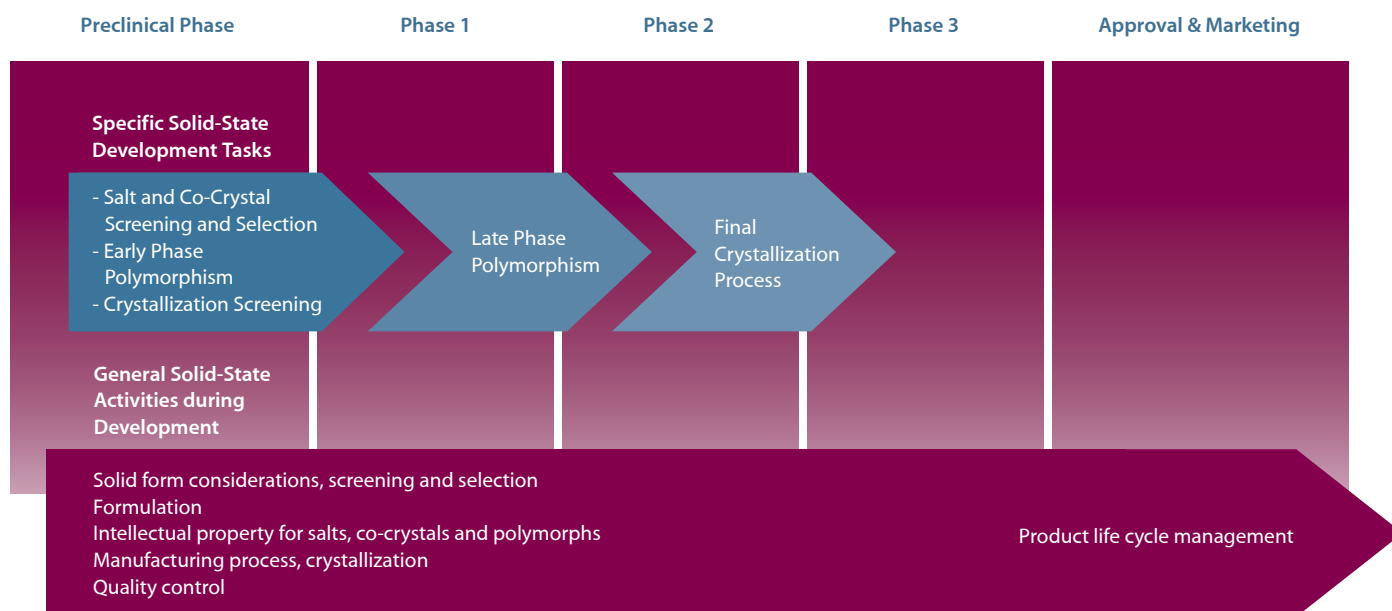 Preclinical Phase
Phase 1
Phase 2
Phase 3
Approval & Marketing
Specific Solid-State
Development Tasks
- Salt and Co-Crystal
Screening and Selection
- Early Phase
Polymorphism
- Crystallization Screening
Late Phase
Polymorphism
Final
Crystallization
Process
General Solid-State
Activities during
Development
Solid form considerations, screening and selection
Formulation
Intellectual property for salts, co-crystals and polymorphs
Manufacturing process, crystallization
Quality control
Product life cycle management